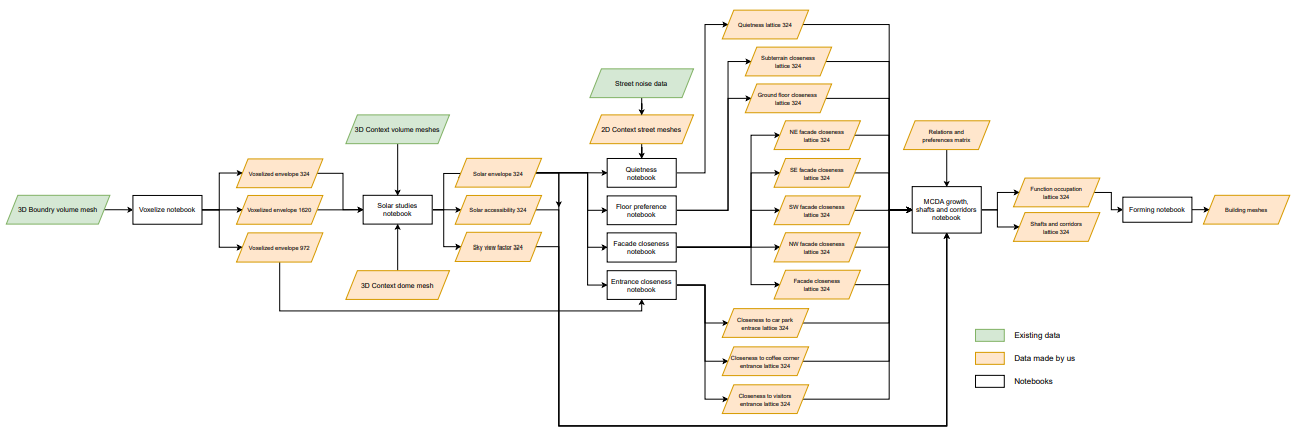 3D Boundry volume mesh
Voxelize notebook
Voxelized envelope 324
Voxelized envelope 1620
Voxelized envelope 972
3D Context volume meshes
Solar studies
notebook
3D Context dome mesh
Solar envelope 324
Solar accessibility 324
Sky view factor 324
Street noise data
2D Context street meshes
Quietness
notebook
Floor preference
notebook
Facade closeness
notebook
Entrance closeness
notebook
Quietness lattice 324
Subterrain closeness
lattice 324
Ground floor closeness
lattice 324
NE facade closeness
lattice 324
SE facade closeness
lattice 324
SW facade closeness
lattice 324
NW facade closeness
lattice 324
Facade closeness
lattice 324
Closeness to car park
entrace lattice 324
Closeness to coffee corner
entrance lattice 324
Closeness to visitors
entrance lattice 324
Relations and
preferences matrix
MCDA growth,
shafts and corridors
notebook
Function occupation
lattice 324
Shafts and corridors
lattice 324
Forming notebook
Building meshes
Existing data
Data made by us
Notebooks